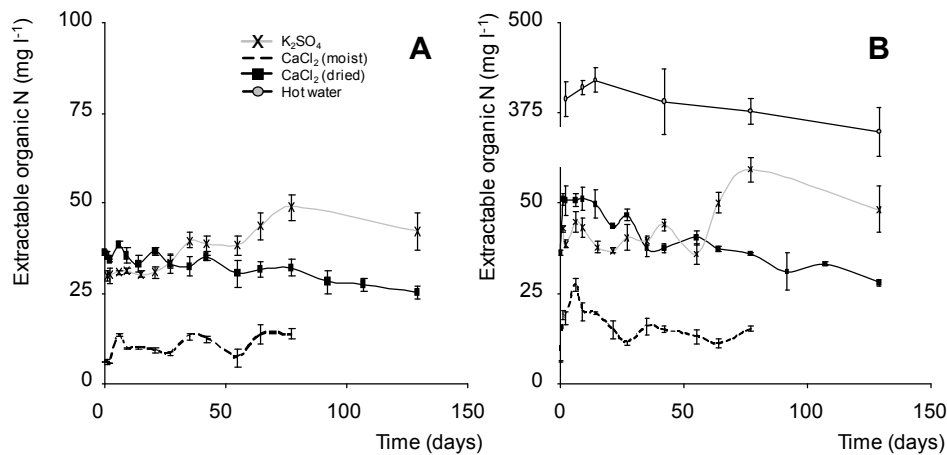 100
75
50
25
0
Extractable organic N (mg l⁻¹)
K₂SO₄
CaCl₂ (moist)
CaCl₂ (dried)
Hot water
A
0 50 100 150
Time (days)
500
375
50
25
0
Extractable organic N (mg l⁻¹)
B
0 50 100 150
Time (days)